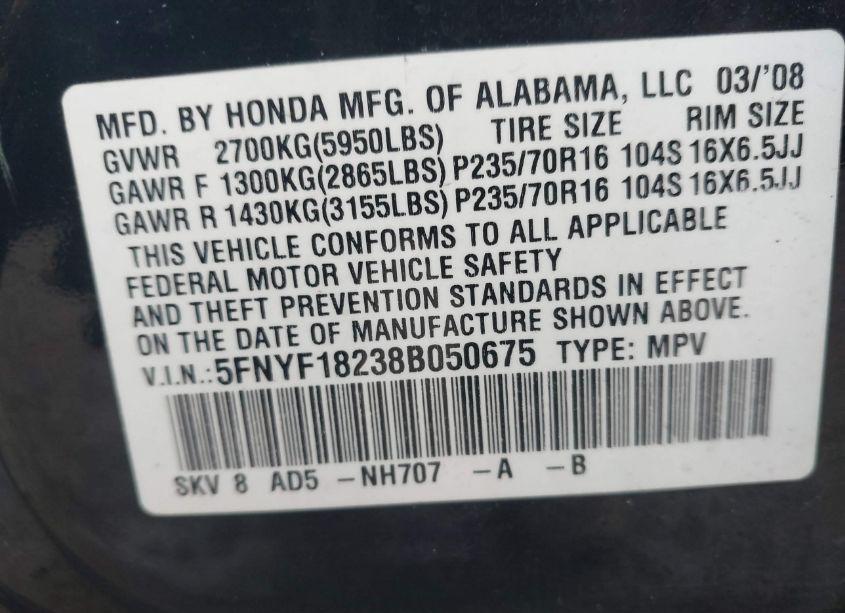 MFD. BY HONDA MFG. OF ALABAMA, LLC 03/'08
GVWR 2700KG(5950LBS) TIRE SIZE RIM SIZE
GAWR F 1300KG(2865LBS) P235/70R16 104S 16X6.5JJ
GAWR R 1430KG(3155LBS) P235/70R16 104S 16X6.5JJ
THIS VEHICLE CONFORMS TO ALL APPLICABLE
FEDERAL MOTOR VEHICLE SAFETY
AND THEFT PREVENTION STANDARDS IN EFFECT
ON THE DATE OF MANUFACTURE SHOWN ABOVE.
V.I.N.:5FNYF18238B050675 TYPE: MPV
SKV 8 AD5 -NH707 -A -B